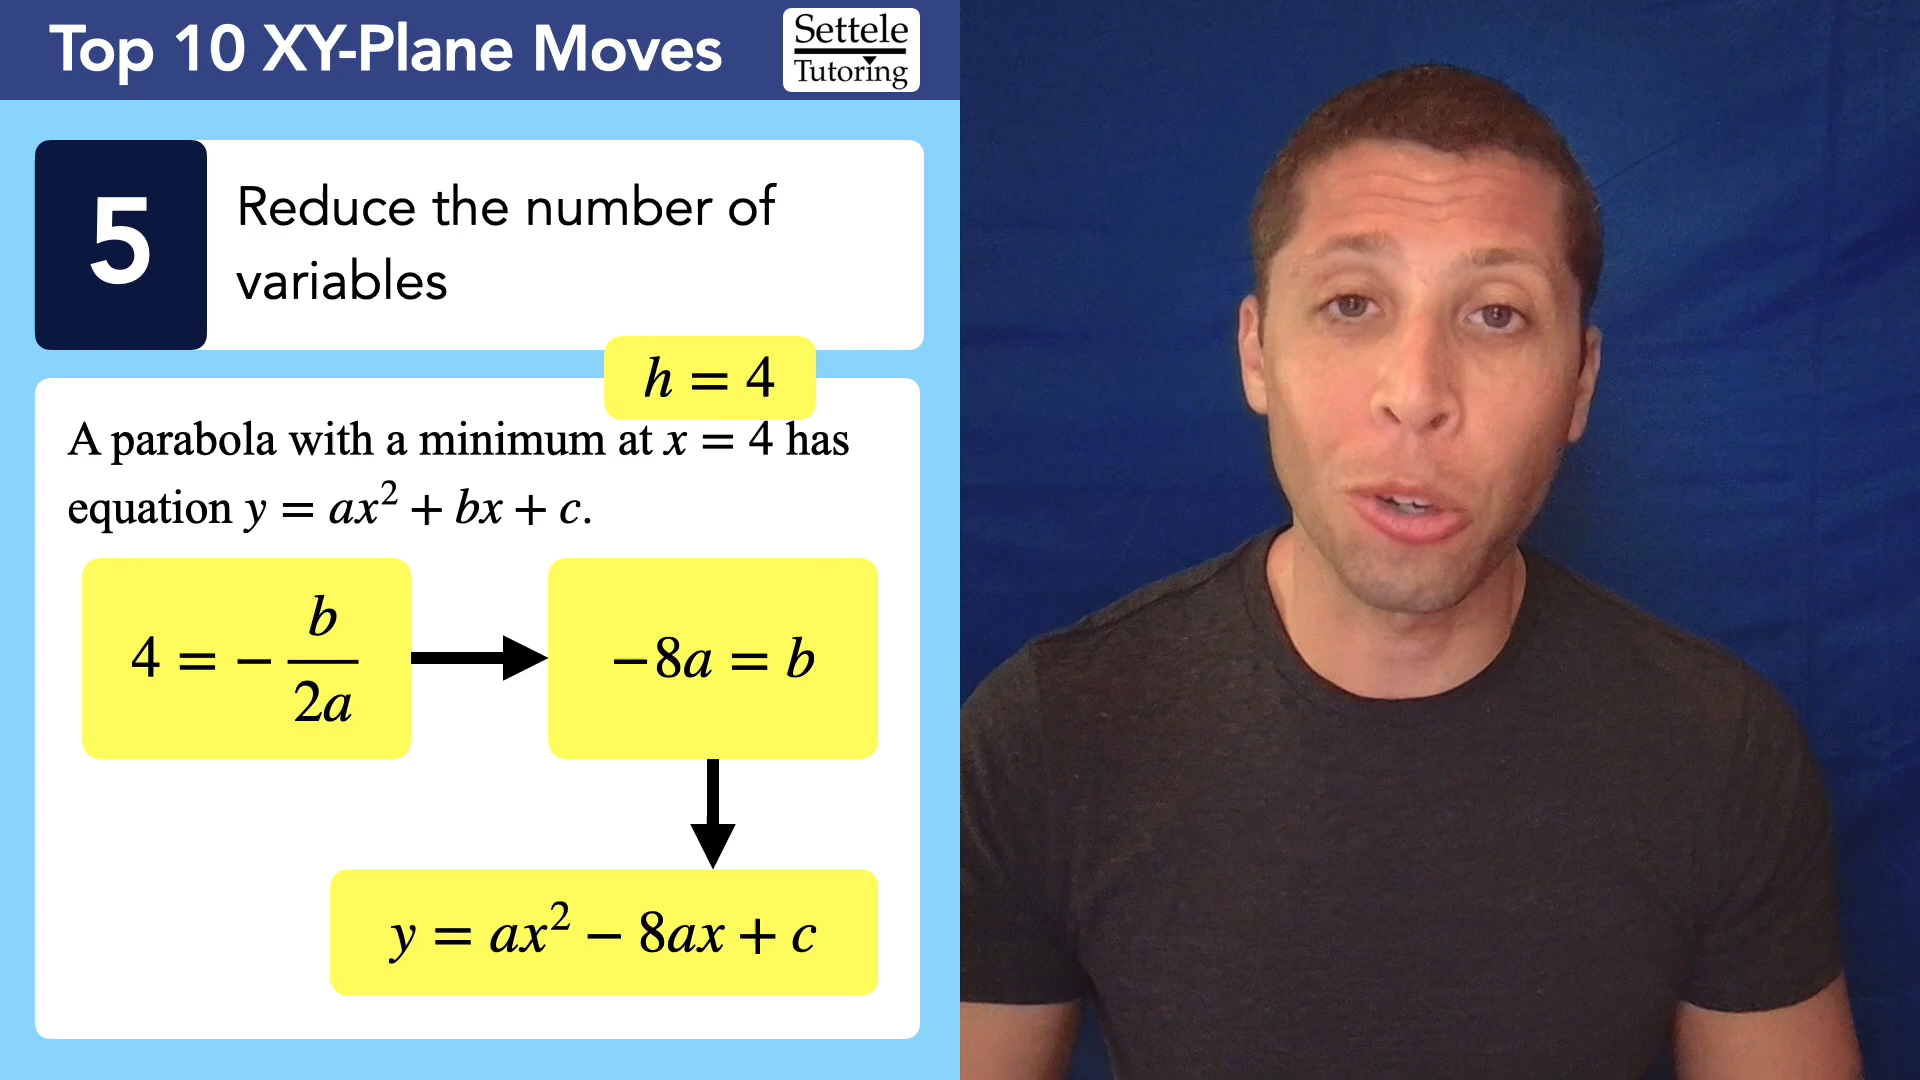 Top 10 XY-Plane Moves
Settele
Tutoring
5
Reduce the number of
variables
h = 4
A parabola with a minimum at x = 4 has
equation y = ax² + bx + c.
4 = − b/2a
−8a = b
y = ax² − 8ax + c